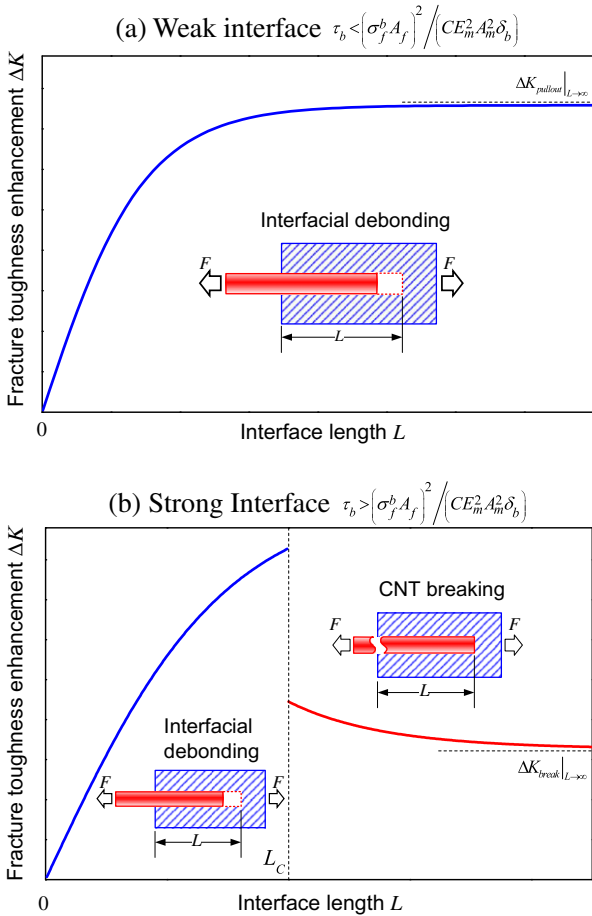 (a) Weak interface τ_b < (σ_f^b A_f)^2 / (C E_m^2 A_m^2 δ_b)
Fracture toughness enhancement ΔK
ΔK_pullout|_{L→∞}
Interfacial debonding
F
F
L
0
Interface length L
(b) Strong Interface τ_b > (σ_f^b A_f)^2 / (C E_m^2 A_m^2 δ_b)
Fracture toughness enhancement ΔK
CNT breaking
F
F
L
Interfacial
debonding
F
F
L
ΔK_break|_{L→∞}
L_C
0
Interface length L